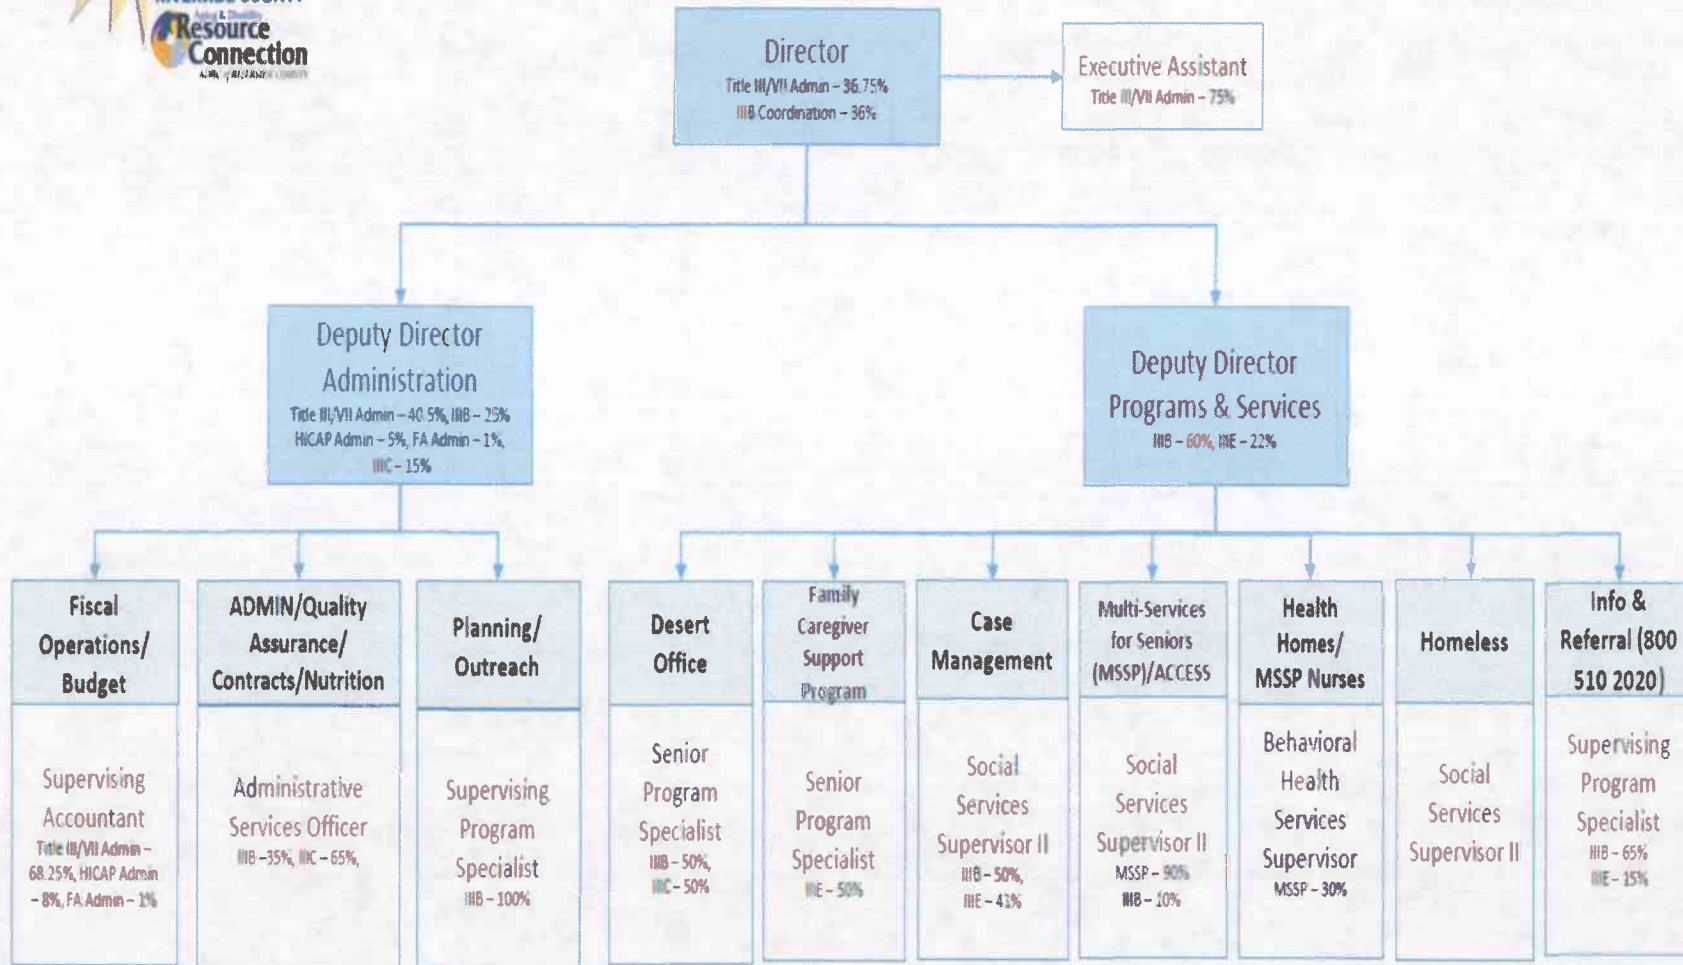 RIVERSIDE COUNTY
Aging & Disability
Resource
Connection
Director
Title III/VII Admin – 36.75%
IIIB Coordination – 36%
Executive Assistant
Title III/VII Admin – 75%
Deputy Director
Administration
Title III/VII Admin – 40.5%, IIIB – 25%
HICAP Admin – 5%, FA Admin – 1%,
IIIC – 15%
Deputy Director
Programs & Services
IIIB – 60%, IIIE – 22%
Fiscal
Operations/
Budget
Supervising
Accountant
Title III/VII Admin –
68.25%, HICAP Admin
– 8%, FA Admin – 1%
ADMIN/Quality
Assurance/
Contracts/Nutrition
Administrative
Services Officer
IIIB –35%, IIIC – 65%,
Planning/
Outreach
Supervising
Program
Specialist
IIIB – 100%
Desert
Office
Senior
Program
Specialist
IIIB – 50%,
IIIC – 50%
Family
Caregiver
Support
Program
Senior
Program
Specialist
IIIE – 50%
Case
Management
Social
Services
Supervisor II
IIIB – 50%,
IIIE – 41%
Multi-Services
for Seniors
(MSSP)/ACCESS
Social
Services
Supervisor II
MSSP – 90%
IIIB – 10%
Health
Homes/
MSSP Nurses
Behavioral
Health
Services
Supervisor
MSSP – 30%
Homeless
Social
Services
Supervisor II
Info &
Referral (800
510 2020)
Supervising
Program
Specialist
IIIB – 65%
IIIE – 15%